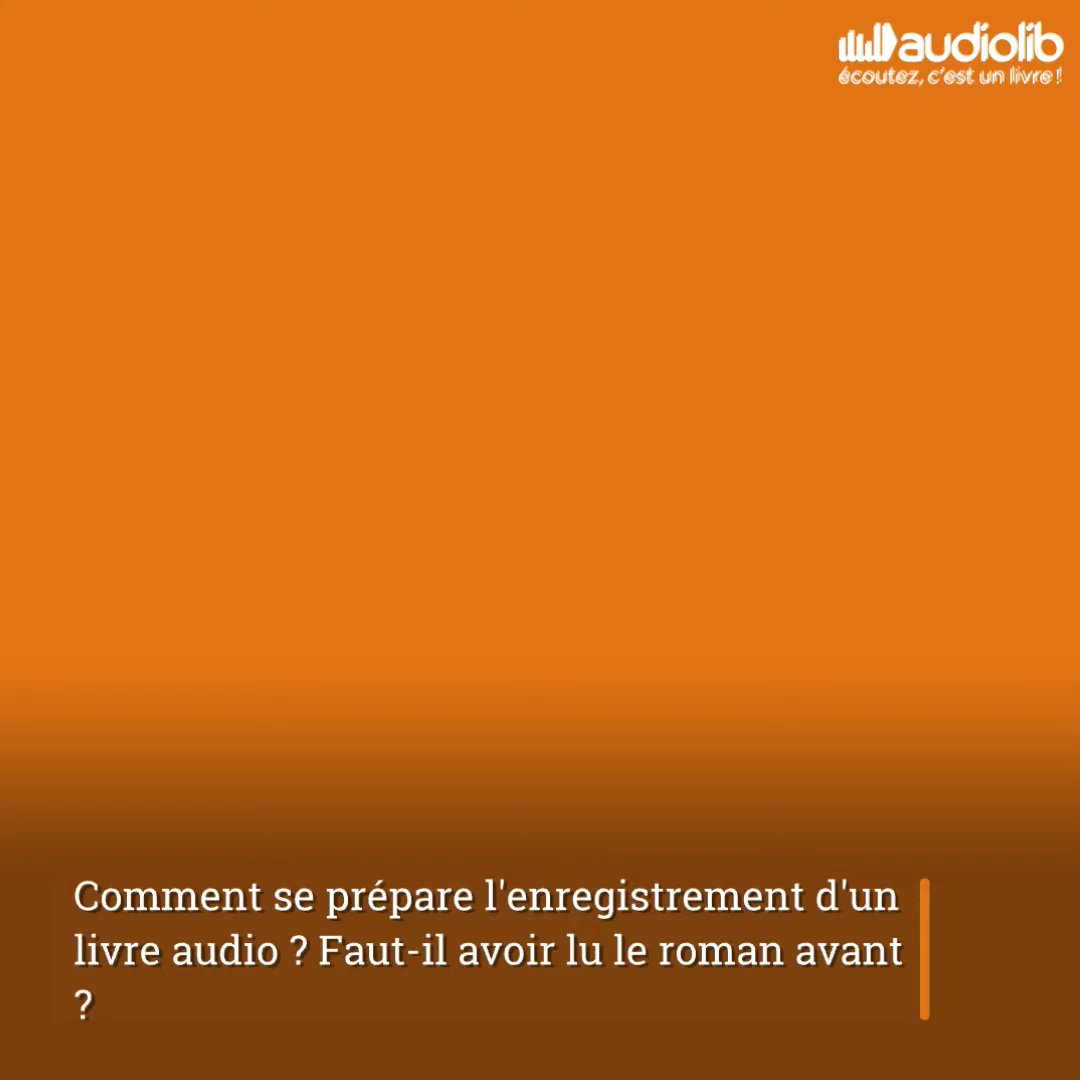 audiolib
écoutez, c'est un livre !
Comment se prépare l'enregistrement d'un
livre audio ? Faut-il avoir lu le roman avant
?